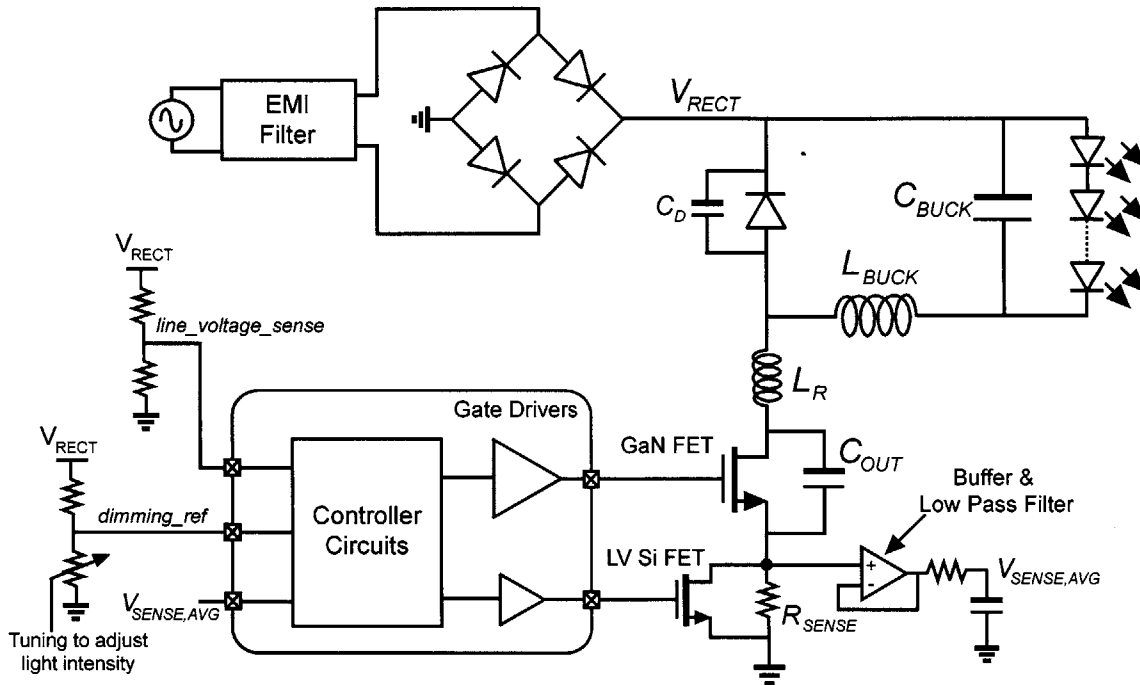 EMI
Filter
V_RECT
C_D
C_BUCK
L_BUCK
V_RECT
line_voltage_sense
L_R
Gate Drivers
V_RECT
GaN FET
C_OUT
Buffer &
Low Pass Filter
dimming_ref
Controller
Circuits
LV Si FET
+
-
V_SENSE,AVG
V_SENSE,AVG
R_SENSE
Tuning to adjust
light intensity